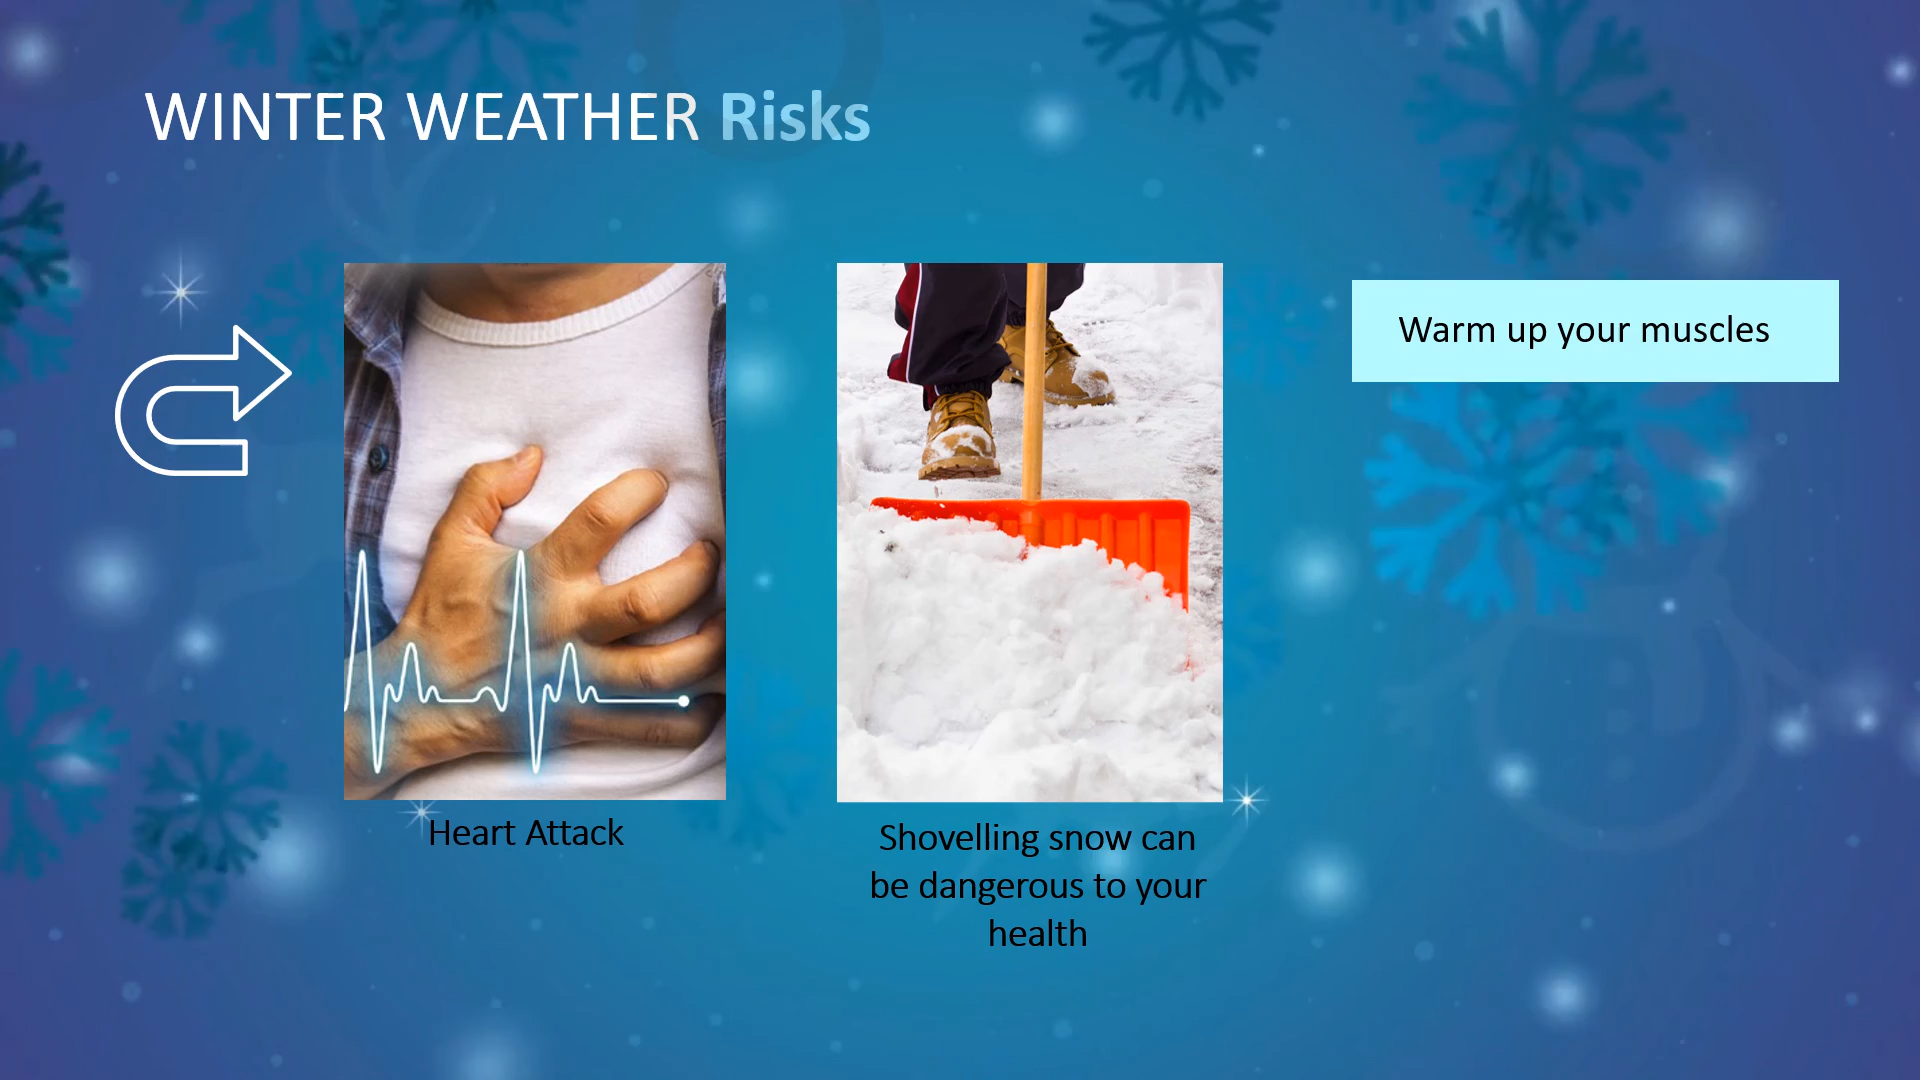 WINTER WEATHER Risks
Heart Attack
Shovelling snow can
be dangerous to your
health
Warm up your muscles